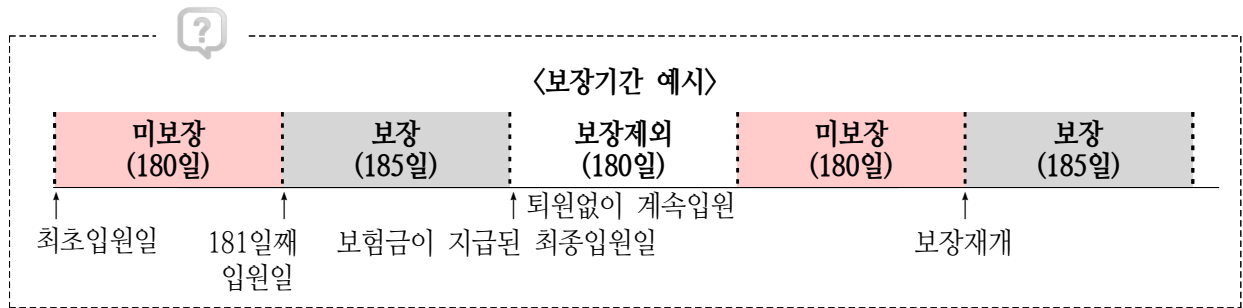 ?
〈보장기간 예시〉
미보장 보장 보장제외 미보장 보장
(180일) (185일) (180일) (180일) (185일)
퇴원없이 계속입원
최초입원일 181일째 보험금이 지급된 최종입원일 보장재개
입원일